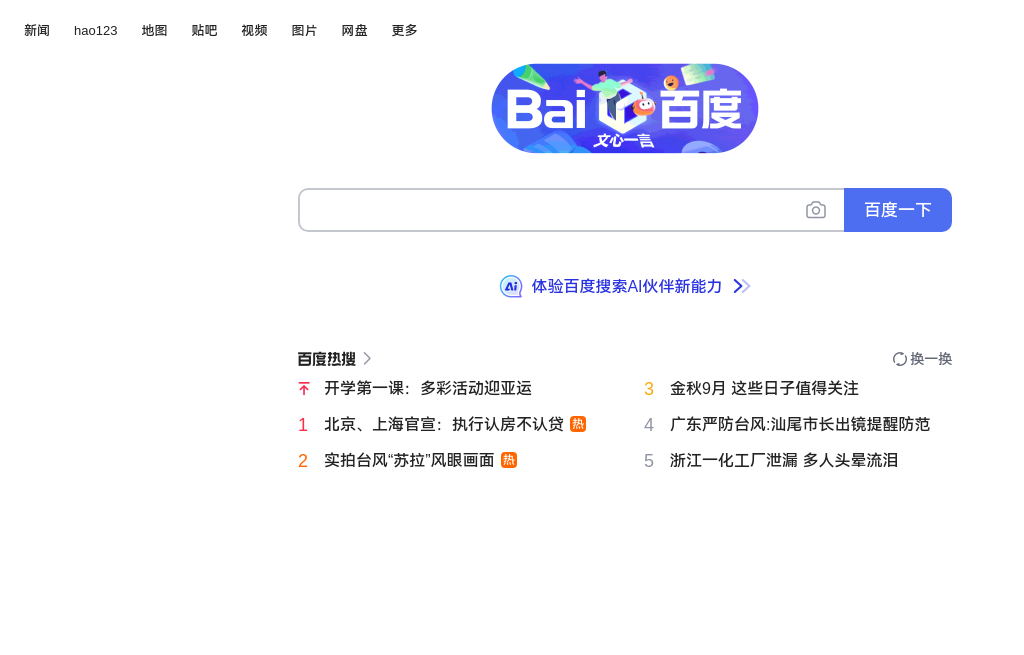 新闻 hao123 地图 贴吧 视频 图片 网盘 更多
Bai 百度
文心一言
百度一下
Ai 体验百度搜索AI伙伴新能力
百度热搜 换一换
开学第一课：多彩活动迎亚运
1 北京、上海官宣：执行认房不认贷 热
2 实拍台风“苏拉”风眼画面 热
3 金秋9月 这些日子值得关注
4 广东严防台风:汕尾市长出镜提醒防范
5 浙江一化工厂泄漏 多人头晕流泪